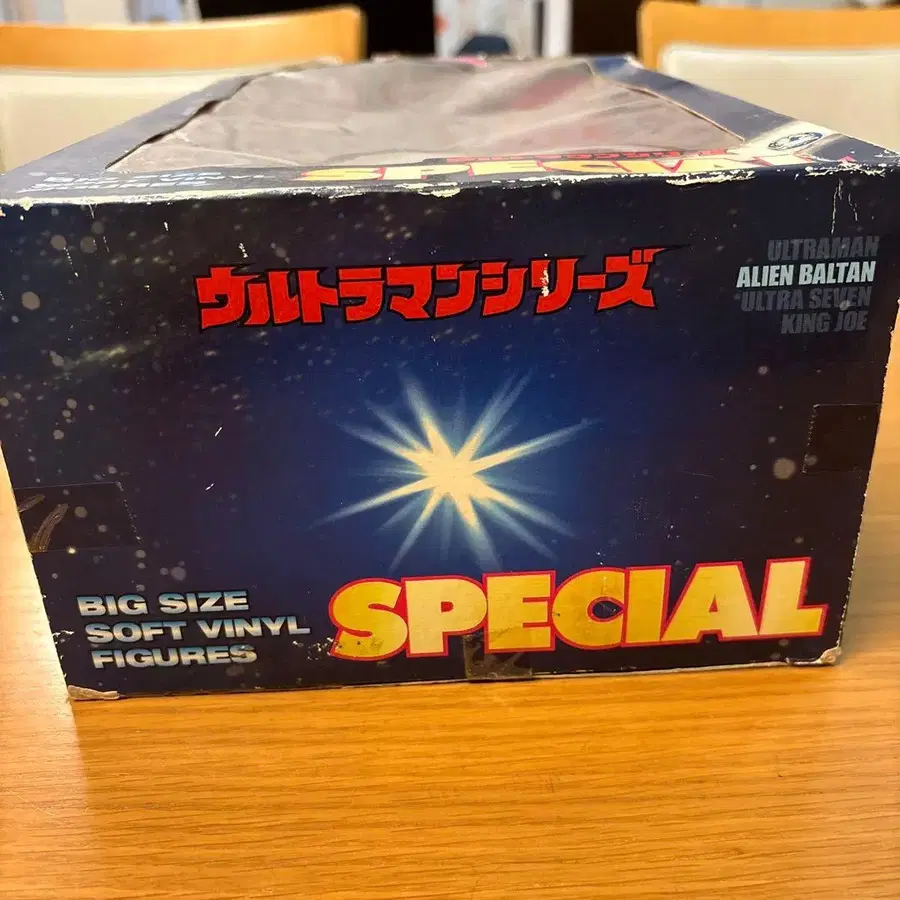 SPECIAL
ウルトラマンシリーズ
ULTRAMAN
ALIEN BALTAN
ULTRA SEVEN
KING JOE
BIG SIZE
SOFT VINYL
FIGURES
SPECIAL